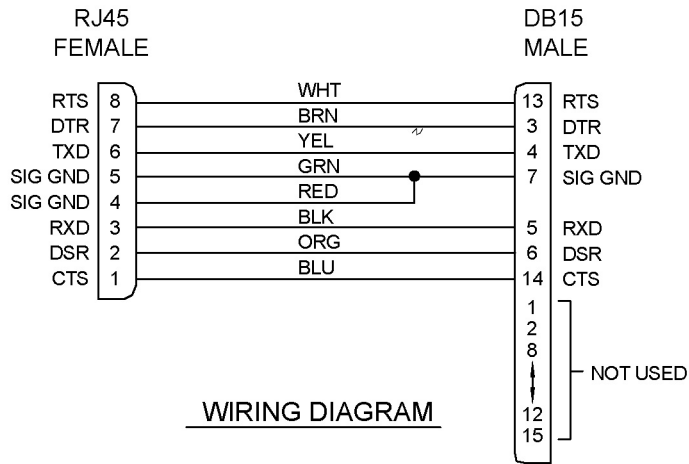 RJ45 DB15
FEMALE MALE
WHT
RTS 8 13 RTS
BRN
DTR 7 3 DTR
YEL
TXD 6 4 TXD
GRN
SIG GND 5 7 SIG GND
RED
SIG GND 4
BLK
RXD 3 5 RXD
ORG
DSR 2 6 DSR
BLU
CTS 1 14 CTS
1
2
8
NOT USED
12
15
WIRING DIAGRAM